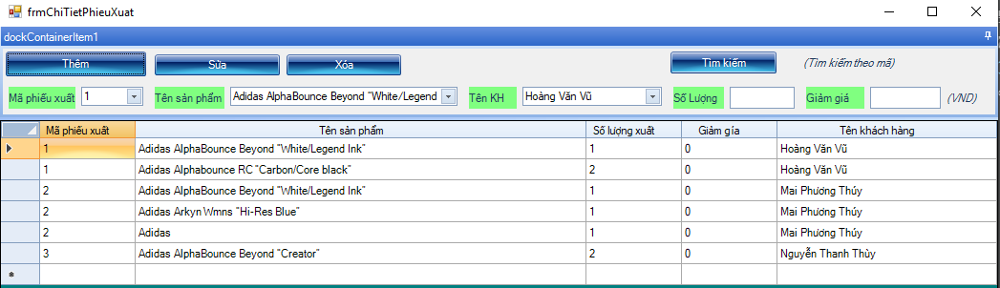 frmChiTietPhieuXuat
dockContainerItem1
Thêm Sửa Xóa Tìm kiếm (Tìm kiếm theo mã)
Mã phiếu xuất 1 Tên sản phẩm Adidas AlphaBounce Beyond "White/Legend Tên KH Hoàng Văn Vũ Số Lượng Giảm giá (VND)
Mã phiếu xuất Tên sản phẩm Số lượng xuất Giảm gía Tên khách hàng
1 Adidas AlphaBounce Beyond "White/Legend Ink" 1 0 Hoàng Văn Vũ
1 Adidas Alphabounce RC "Carbon/Core black" 2 0 Hoàng Văn Vũ
2 Adidas AlphaBounce Beyond "White/Legend Ink" 1 0 Mai Phương Thúy
2 Adidas Arkyn Wmns "Hi-Res Blue" 1 0 Mai Phương Thúy
2 Adidas 1 0 Mai Phương Thúy
3 Adidas AlphaBounce Beyond "Creator" 2 0 Nguyễn Thanh Thùy